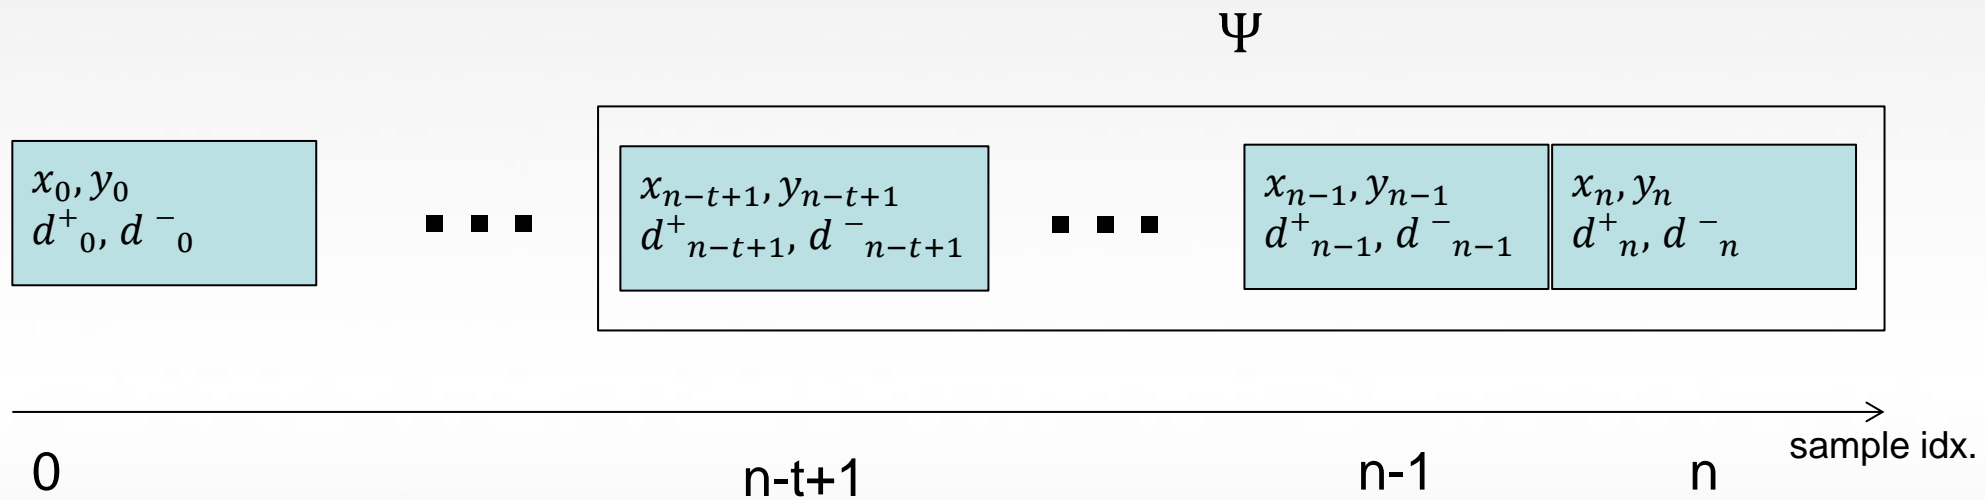 Ψ
x₀, y₀
d⁺₀, d⁻₀
xₙ₋ₜ₊₁, yₙ₋ₜ₊₁
d⁺ₙ₋ₜ₊₁, d⁻ₙ₋ₜ₊₁
xₙ₋₁, yₙ₋₁
d⁺ₙ₋₁, d⁻ₙ₋₁
xₙ, yₙ
d⁺ₙ, d⁻ₙ
sample idx.
0
n-t+1
n-1
n